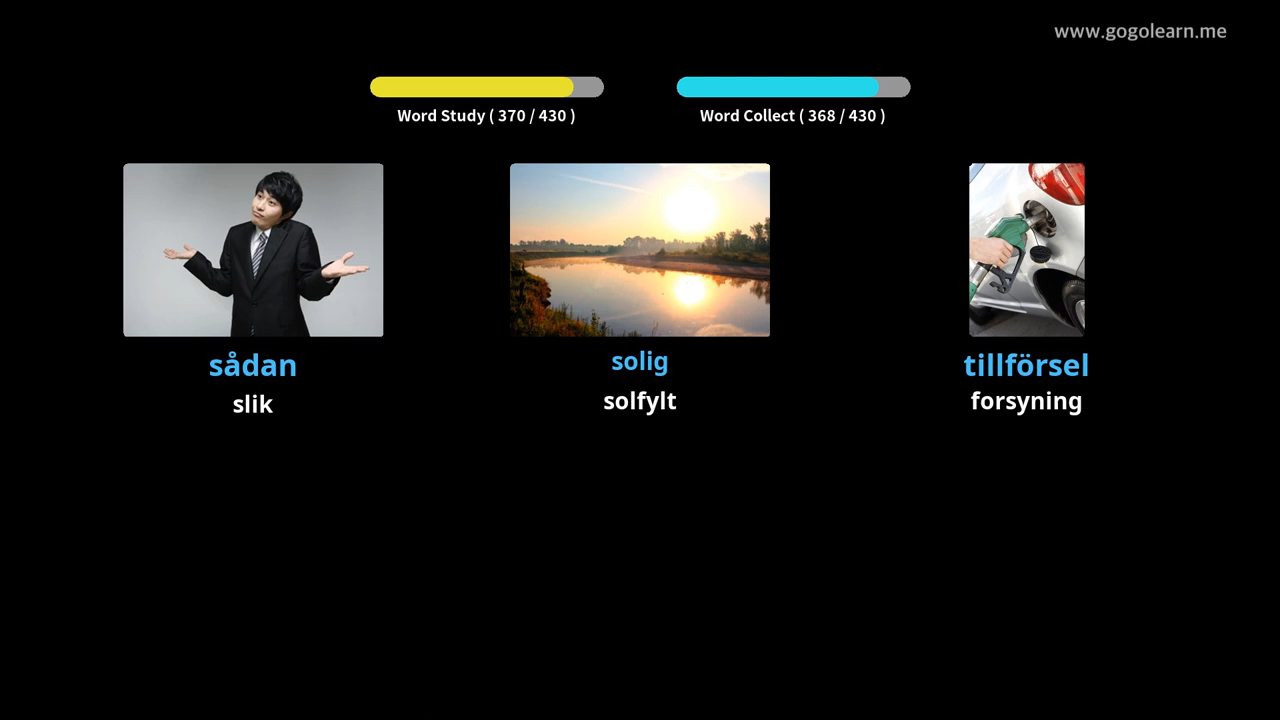 www.gogolearn.me
Word Study ( 370 / 430 )
Word Collect ( 368 / 430 )
sådan
slik
solig
solfylt
tillförsel
forsyning